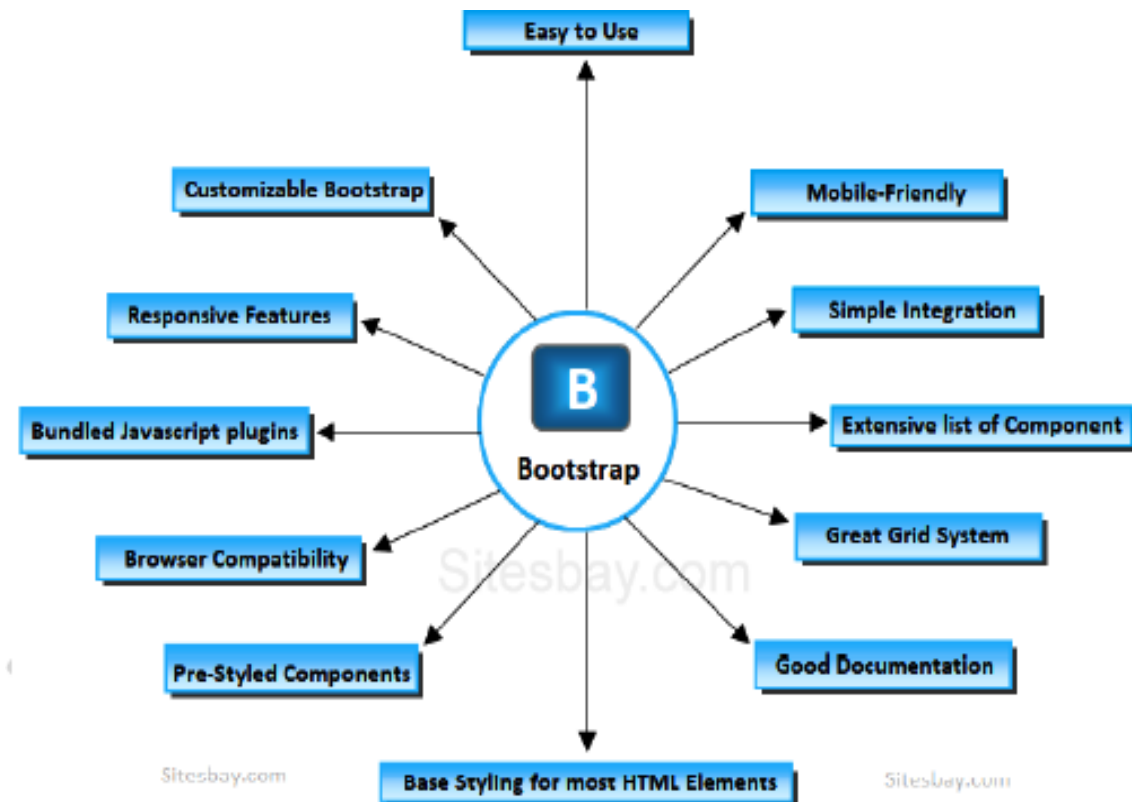 Easy to Use
Customizable Bootstrap
Mobile-Friendly
Responsive Features
Simple Integration
B
Bootstrap
Bundled Javascript plugins
Extensive list of Component
Browser Compatibility
Great Grid System
Sitesbay.com
Pre-Styled Components
Good Documentation
Base Styling for most HTML Elements
Sitesbay.com
Sitesbay.com